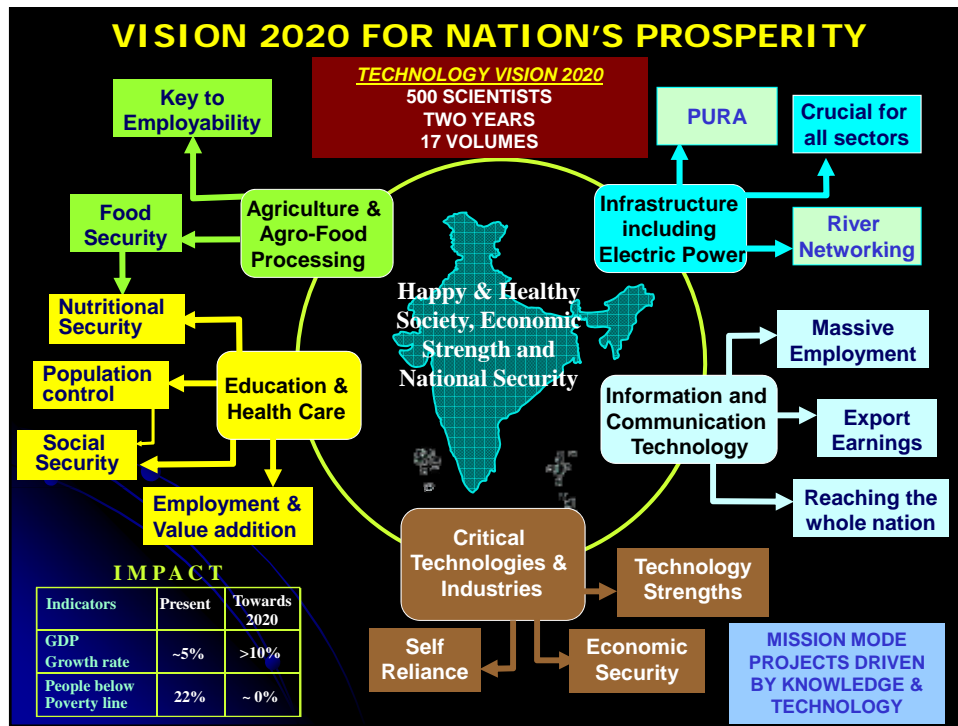 VISION 2020 FOR NATION'S PROSPERITY
TECHNOLOGY VISION 2020
500 SCIENTISTS
TWO YEARS
17 VOLUMES
Key to
Employability
Food
Security
Agriculture &
Agro-Food
Processing
PURA
Crucial for
all sectors
Infrastructure
including
Electric Power
River
Networking
Happy & Healthy
Society, Economic
Strength and
National Security
Nutritional
Security
Population
control
Social
Security
Education &
Health Care
Employment &
Value addition
Massive
Employment
Information and
Communication
Technology
Export
Earnings
Reaching the
whole nation
Critical
Technologies &
Industries
Technology
Strengths
Self
Reliance
Economic
Security
IMPACT
Indicators Present Towards
2020
GDP
Growth rate ~5% >10%
People below
Poverty line 22% ~ 0%
MISSION MODE
PROJECTS DRIVEN
BY KNOWLEDGE &
TECHNOLOGY